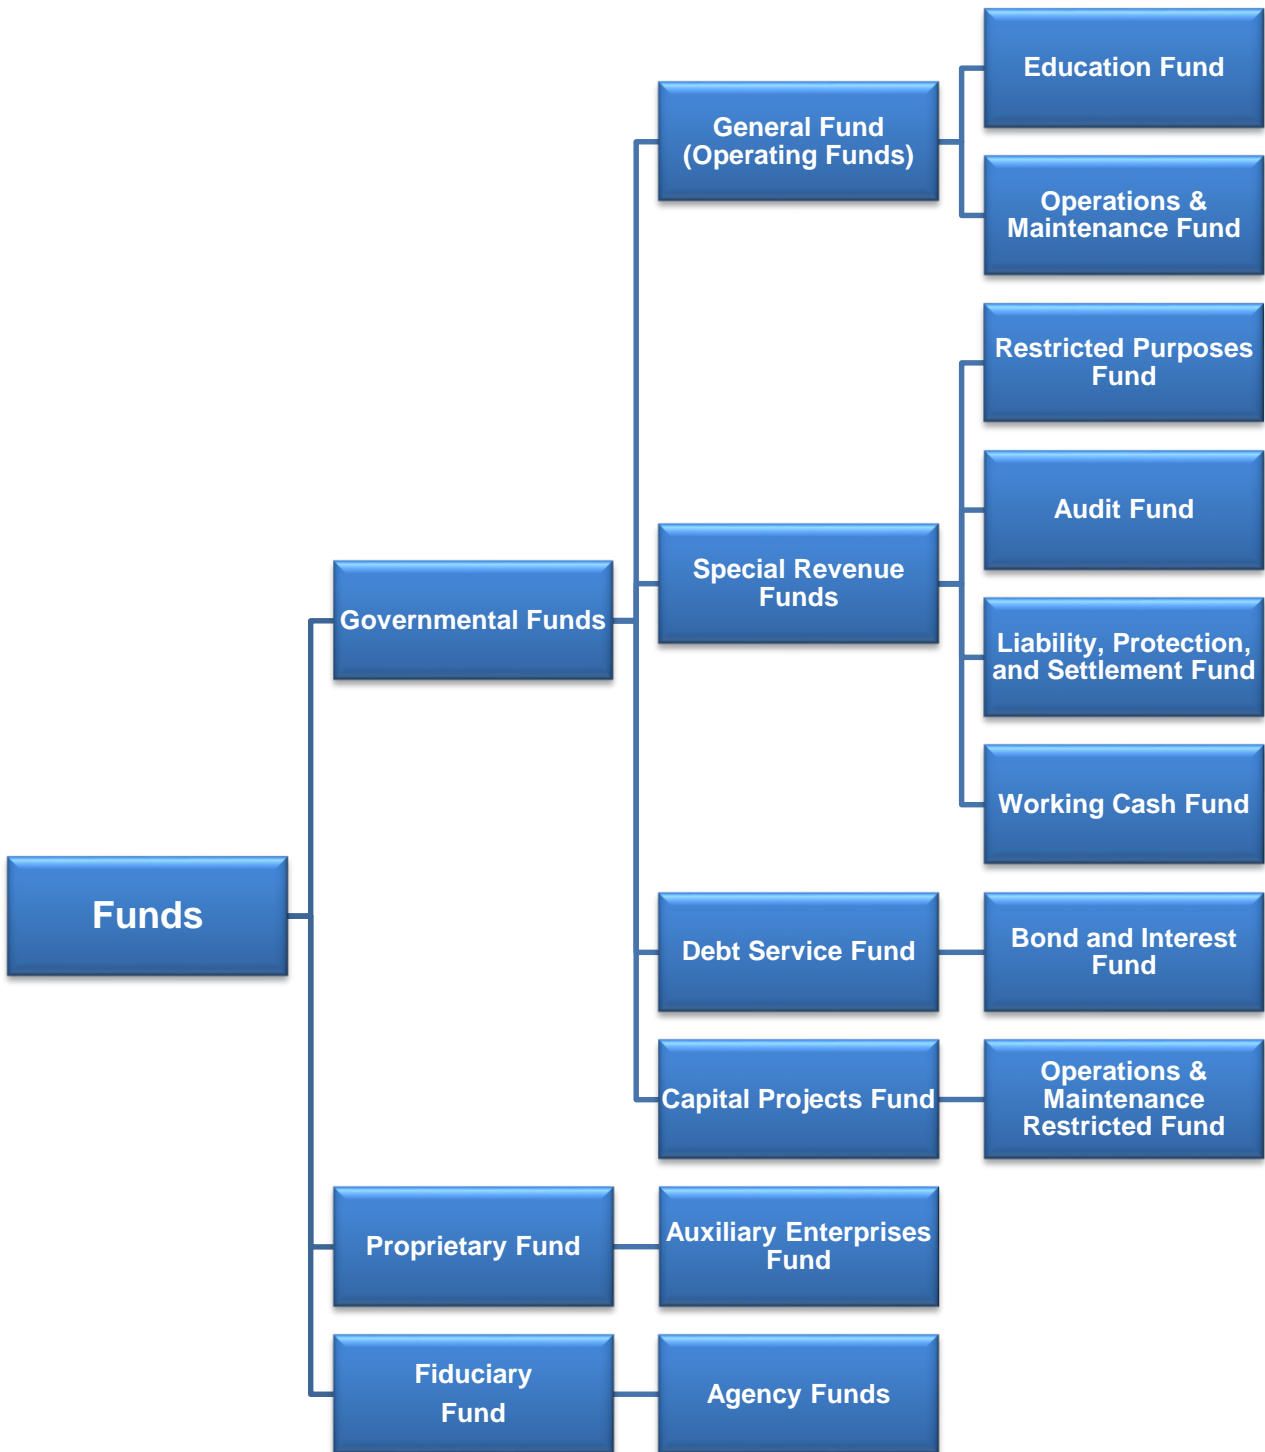 Funds
Governmental Funds
General Fund
(Operating Funds)
Education Fund
Operations &
Maintenance Fund
Special Revenue
Funds
Restricted Purposes
Fund
Audit Fund
Liability, Protection,
and Settlement Fund
Working Cash Fund
Debt Service Fund
Bond and Interest
Fund
Capital Projects Fund
Operations &
Maintenance
Restricted Fund
Proprietary Fund
Auxiliary Enterprises
Fund
Fiduciary
Fund
Agency Funds